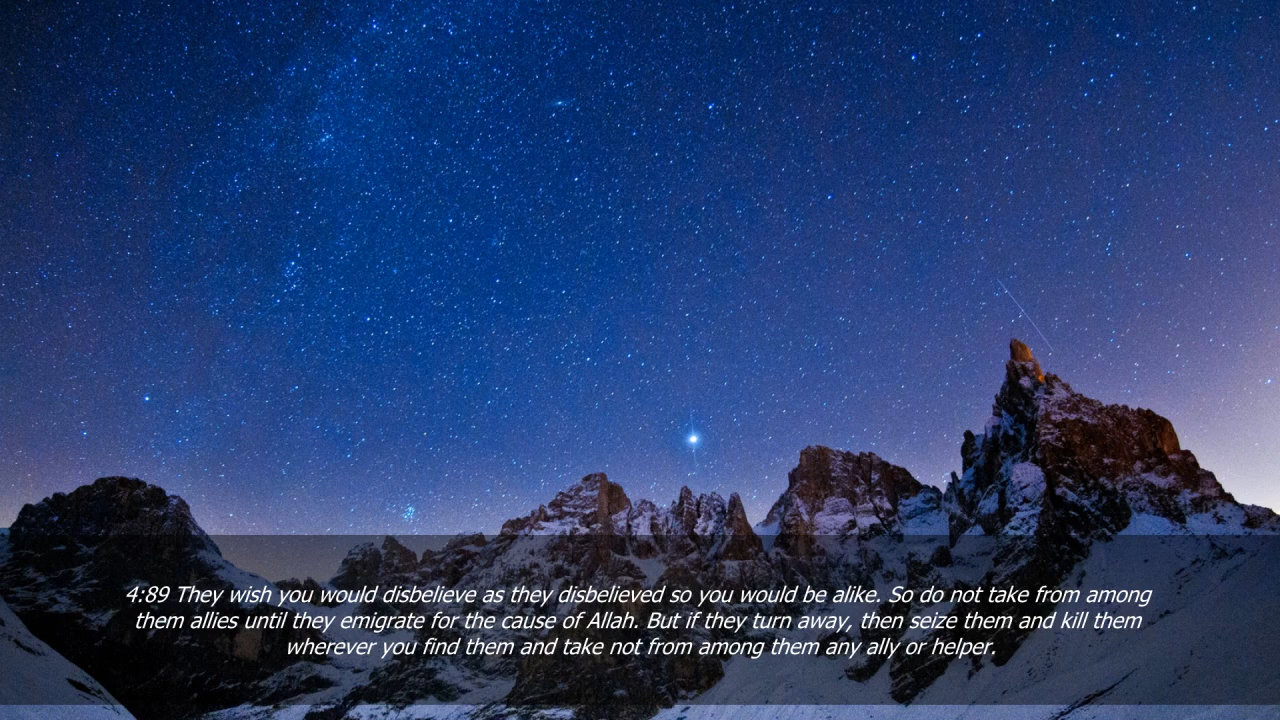 4:89 They wish you would disbelieve as they disbelieved so you would be alike. So do not take from among
them allies until they emigrate for the cause of Allah. But if they turn away, then seize them and kill them
wherever you find them and take not from among them any ally or helper.